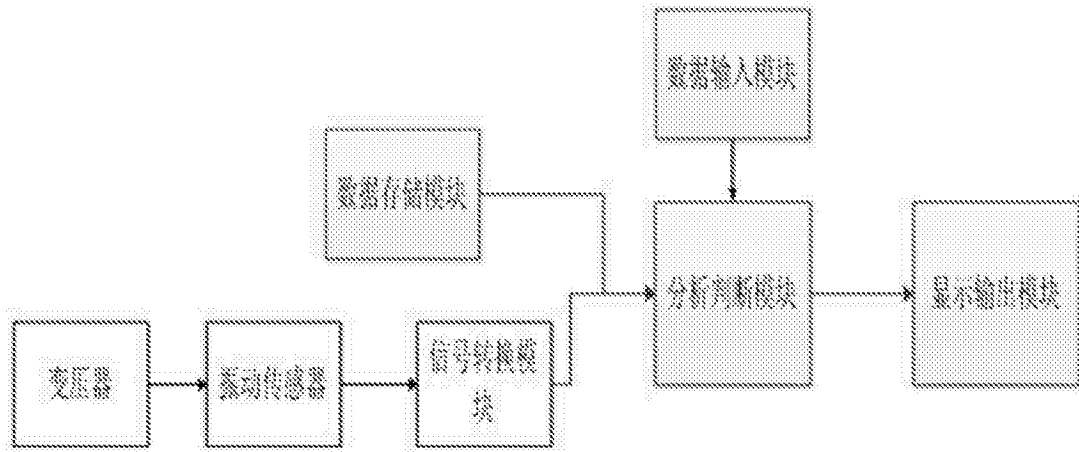 数据输入模块
数据存储模块
分析判断模块
显示输出模块
变压器
振动传感器
信号转换模
块